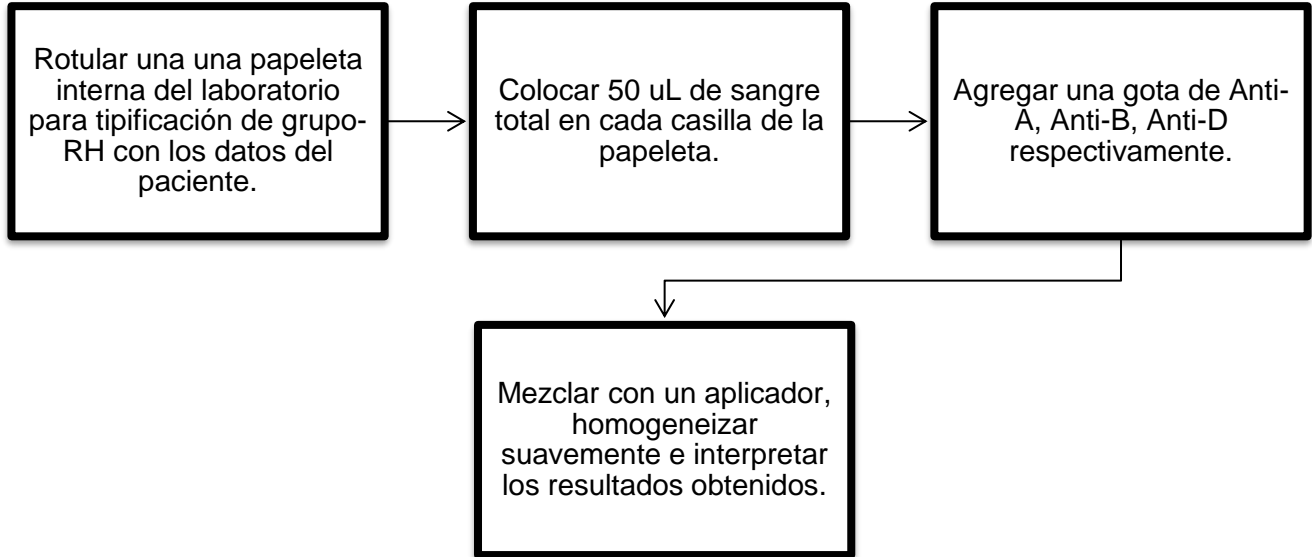 Rotular una una papeleta
interna del laboratorio
para tipificación de grupo-
RH con los datos del
paciente.
Colocar 50 uL de sangre
total en cada casilla de la
papeleta.
Agregar una gota de Anti-
A, Anti-B, Anti-D
respectivamente.
Mezclar con un aplicador,
homogeneizar
suavemente e interpretar
los resultados obtenidos.